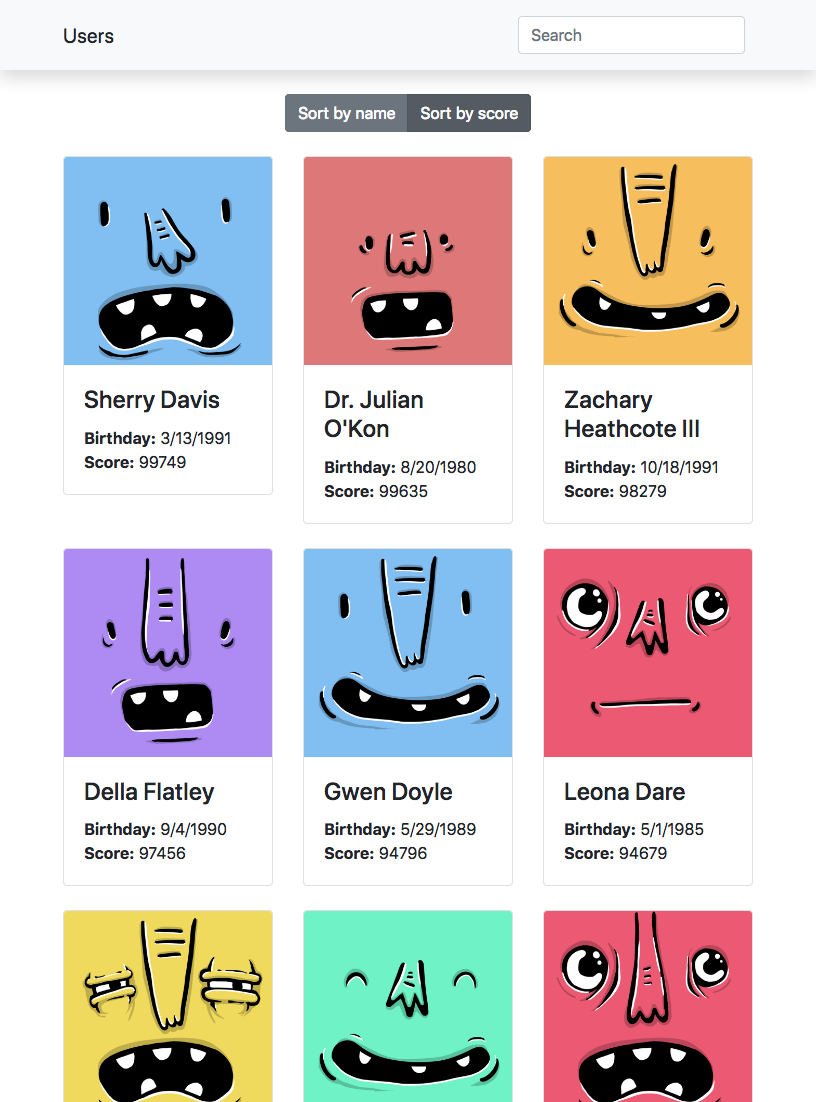 Users
Search
Sort by name
Sort by score
Sherry Davis
Birthday: 3/13/1991
Score: 99749
Dr. Julian
O'Kon
Birthday: 8/20/1980
Score: 99635
Zachary
Heathcote III
Birthday: 10/18/1991
Score: 98279
Della Flatley
Birthday: 9/4/1990
Score: 97456
Gwen Doyle
Birthday: 5/29/1989
Score: 94796
Leona Dare
Birthday: 5/1/1985
Score: 94679